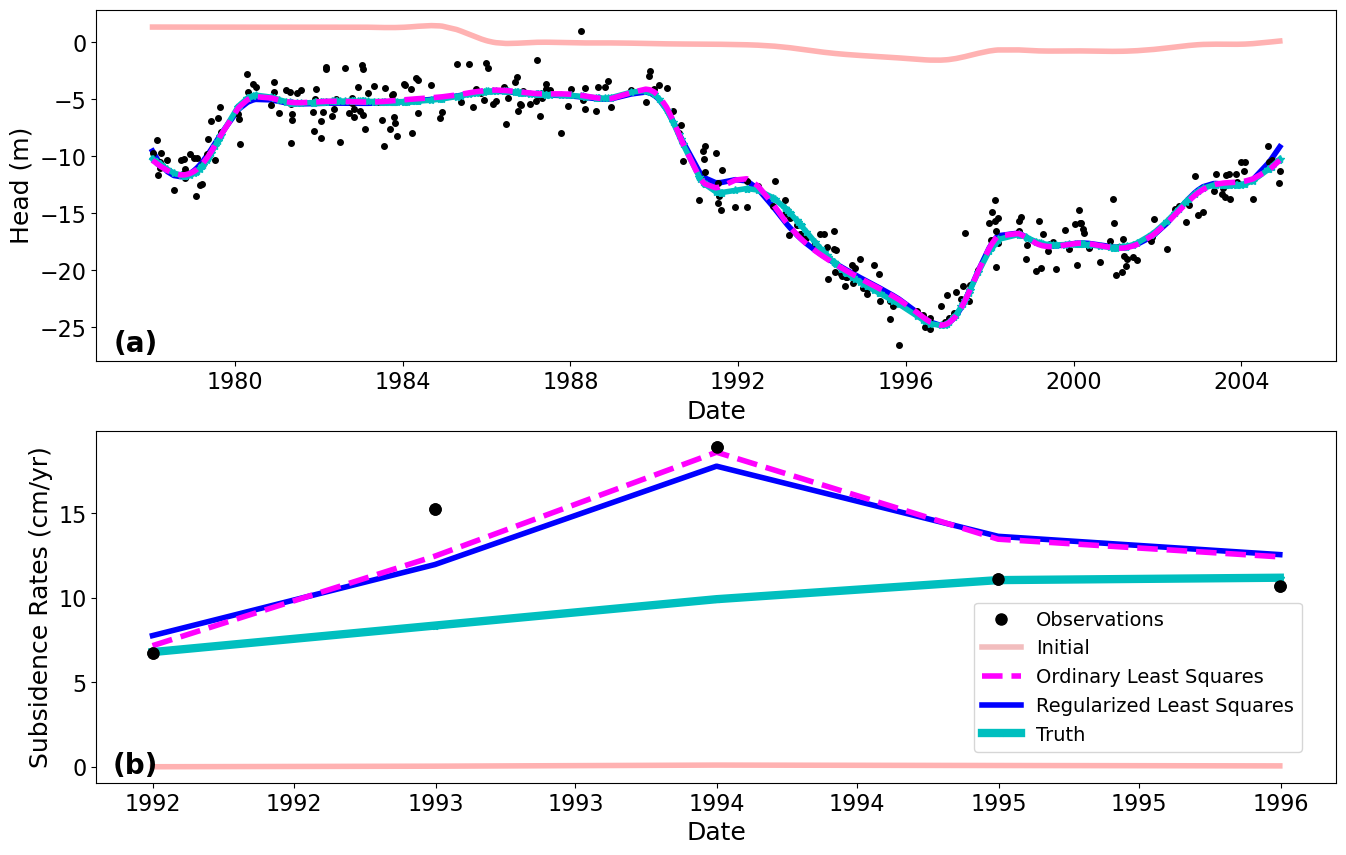 0
−5
−10
−15
−20
−25
Head (m)
(a)
1980 1984 1988 1992 1996 2000 2004
Date
15
10
5
0
Subsidence Rates (cm/yr)
Observations
Initial
Ordinary Least Squares
Regularized Least Squares
Truth
(b)
1992 1992 1993 1993 1994 1994 1995 1995 1996
Date